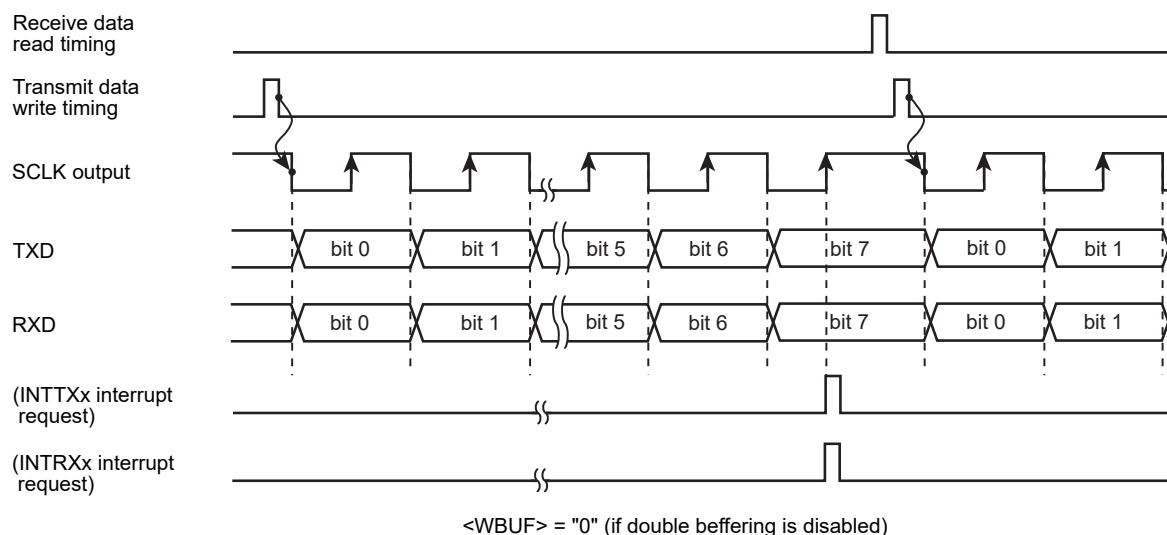 Receive data
read timing
Transmit data
write timing
SCLK output
TXD
bit 0
bit 1
bit 5
bit 6
bit 7
bit 0
bit 1
RXD
bit 0
bit 1
bit 5
bit 6
bit 7
bit 0
bit 1
(INTTXx interrupt
request)
(INTRXx interrupt
request)
<WBUF> = "0" (if double beffering is disabled)